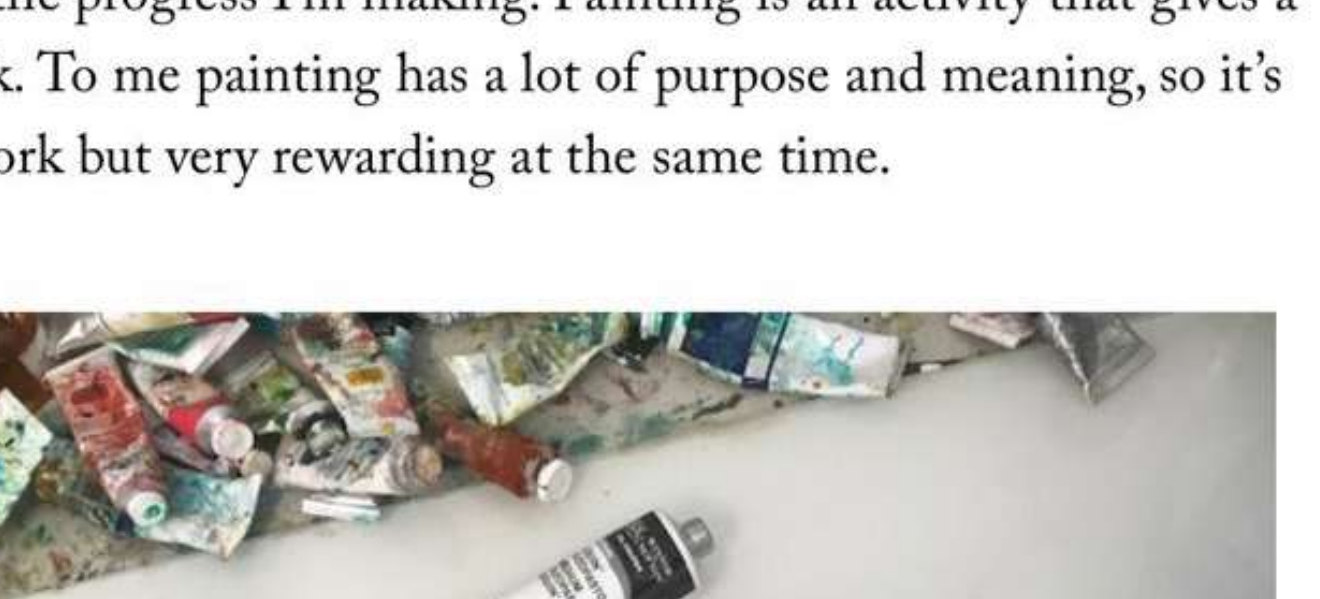 the progress I'm making. Painting is an activity that gives a
k. To me painting has a lot of purpose and meaning, so it's
ork but very rewarding at the same time.